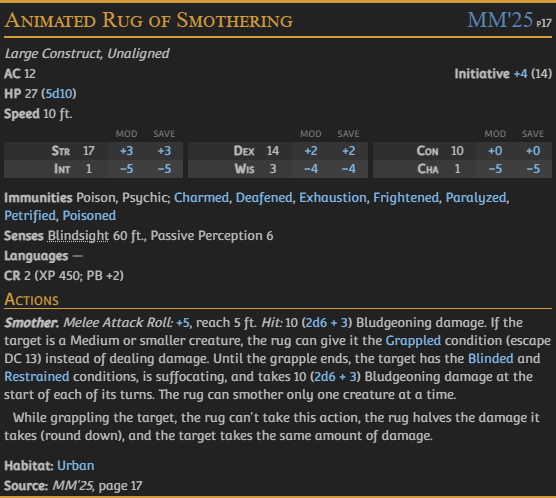 Animated Rug of Smothering MM'25 P17
Large Construct, Unaligned
AC 12 Initiative +4 (14)
HP 27 (5d10)
Speed 10 ft.
MOD SAVE MOD SAVE MOD SAVE
Str 17 +3 +3 Dex 14 +2 +2 Con 10 +0 +0
Int 1 −5 −5 Wis 3 −4 −4 Cha 1 −5 −5
Immunities Poison, Psychic; Charmed, Deafened, Exhaustion, Frightened, Paralyzed,
Petrified, Poisoned
Senses Blindsight 60 ft., Passive Perception 6
Languages —
CR 2 (XP 450; PB +2)
Actions
Smother. Melee Attack Roll: +5, reach 5 ft. Hit: 10 (2d6 + 3) Bludgeoning damage. If the
target is a Medium or smaller creature, the rug can give it the Grappled condition (escape
DC 13) instead of dealing damage. Until the grapple ends, the target has the Blinded and
Restrained conditions, is suffocating, and takes 10 (2d6 + 3) Bludgeoning damage at the
start of each of its turns. The rug can smother only one creature at a time.
While grappling the target, the rug can't take this action, the rug halves the damage it
takes (round down), and the target takes the same amount of damage.
Habitat: Urban
Source: MM'25, page 17